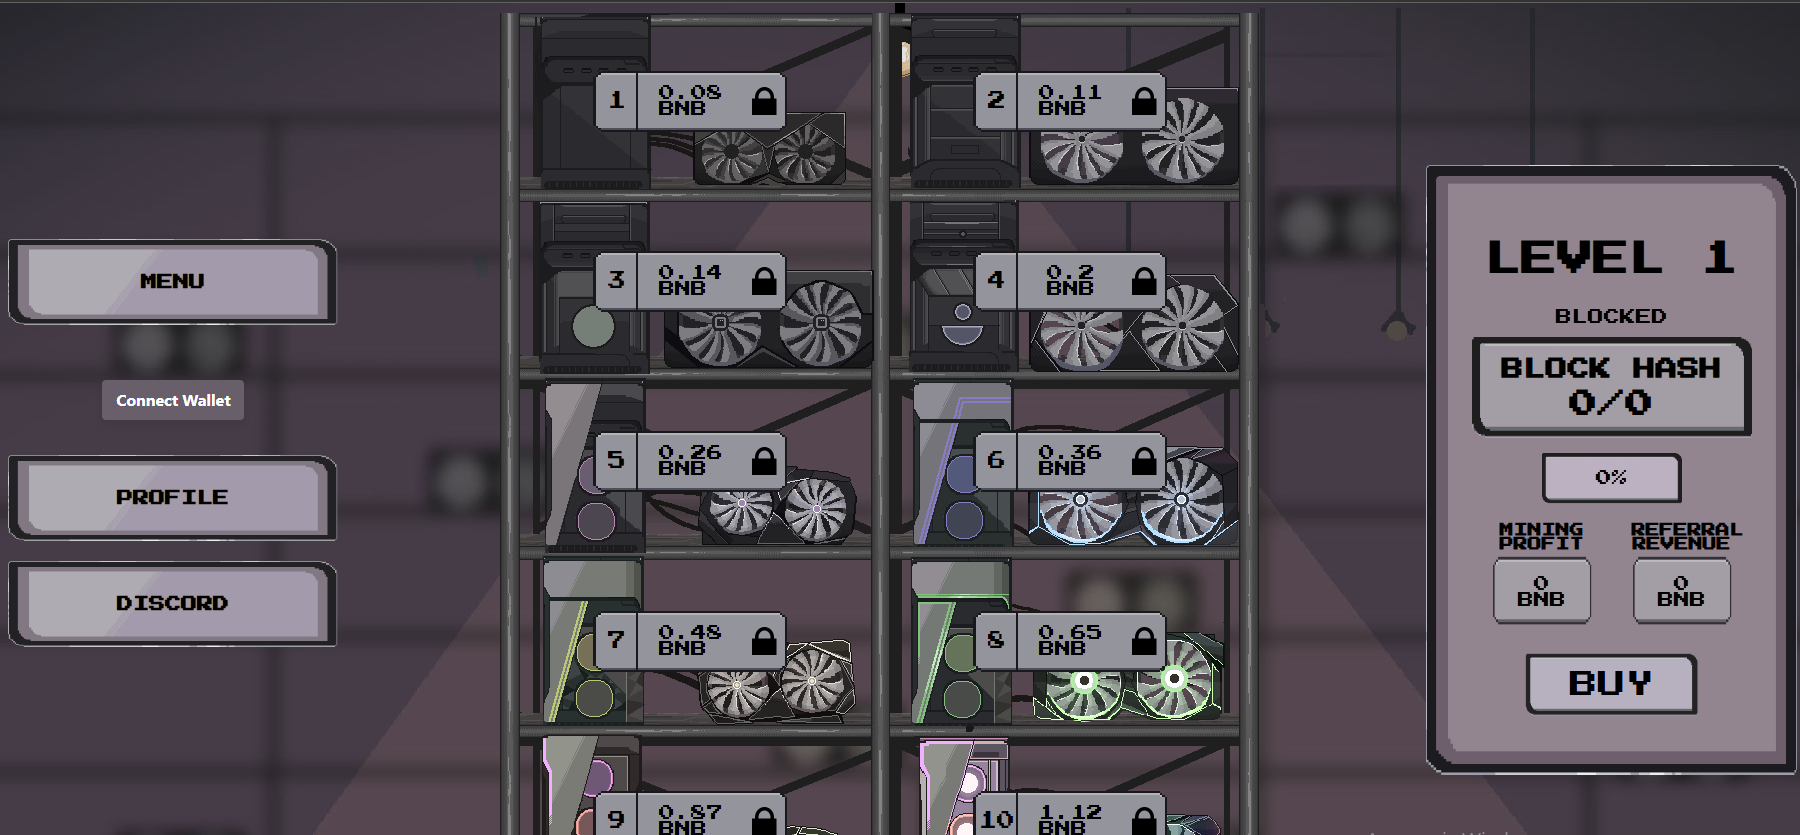 1
0.08
BNB
2
0.11
BNB
3
0.14
BNB
4
0.2
BNB
5
0.26
BNB
6
0.36
BNB
7
0.48
BNB
8
0.65
BNB
9
0.87
BNB
10
1.12
BNB
MENU
Connect Wallet
PROFILE
DISCORD
LEVEL 1
BLOCKED
BLOCK HASH
0/0
0%
MINING
PROFIT
0
BNB
REFERRAL
REVENUE
0
BNB
BUY